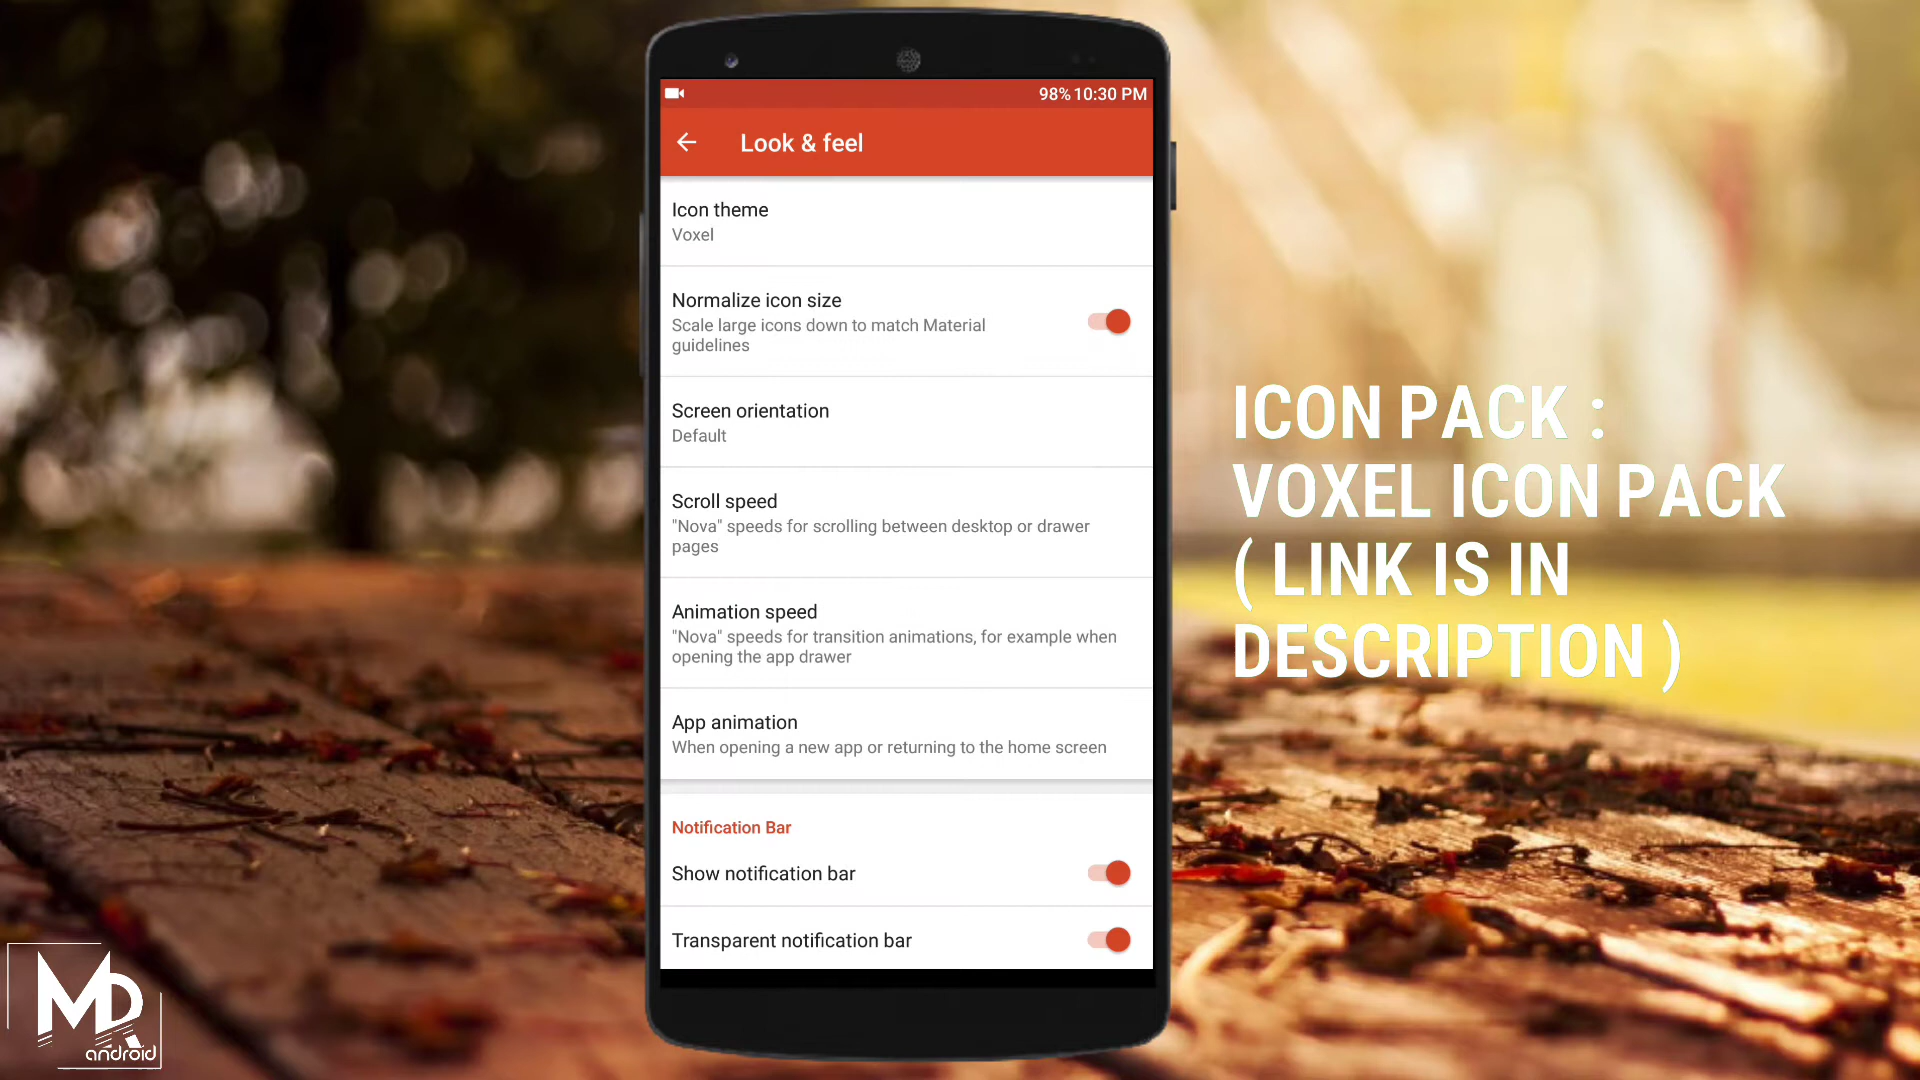 98% 10:30 PM
Look & feel
Icon theme
Voxel
Normalize icon size
Scale large icons down to match Material
guidelines
Screen orientation
Default
Scroll speed
"Nova" speeds for scrolling between desktop or drawer
pages
Animation speed
"Nova" speeds for transition animations, for example when
opening the app drawer
App animation
When opening a new app or returning to the home screen
Notification Bar
Show notification bar
Transparent notification bar
ICON PACK :
VOXEL ICON PACK
( LINK IS IN
DESCRIPTION )
MR
android